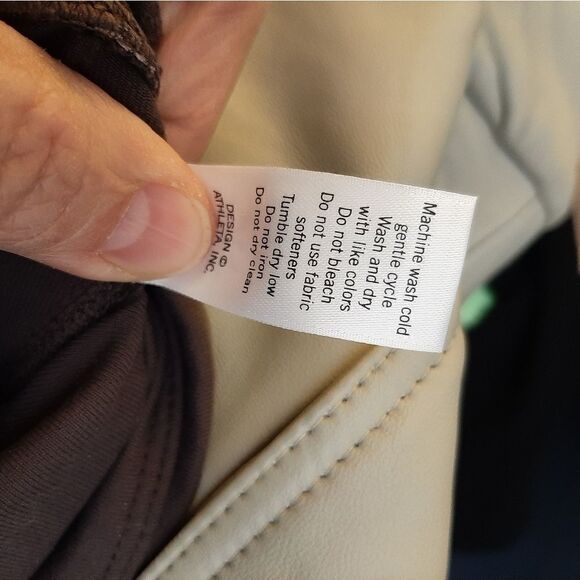 Machine wash cold
gentle cycle
Wash and dry
with like colors
Do not bleach
Do not use fabric
softeners
Tumble dry low
Do not iron
Do not dry clean
DESIGN ©
ATHLETA, INC.